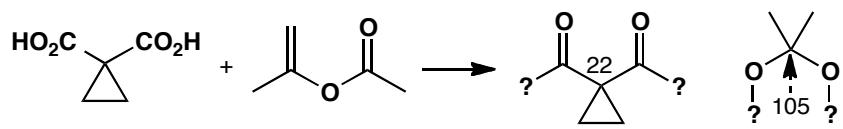 HO₂C CO₂H + O O → O O ? 22 ? O O ? 105 ?